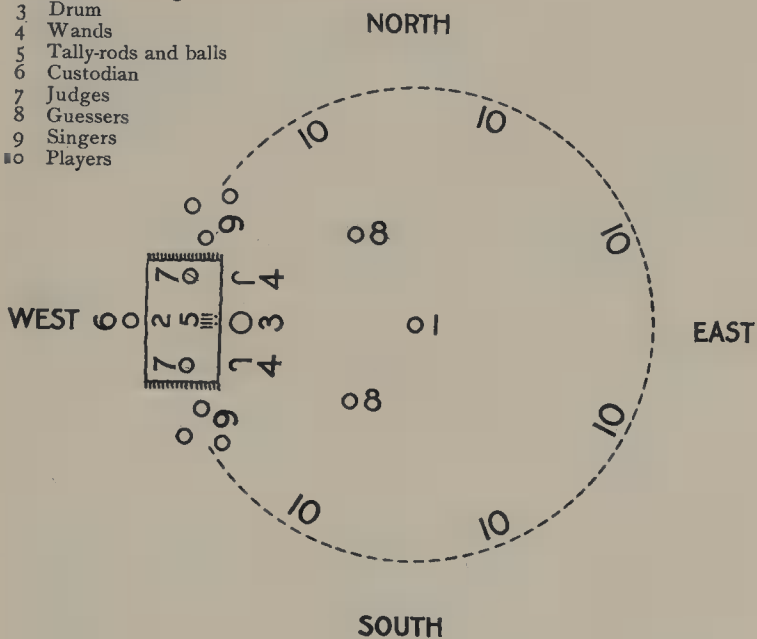 3 Drum
4 Wands
5 Tally-rods and balls
6 Custodian
7 Judges
8 Guessers
9 Singers
10 Players
NORTH
10 10
9
8
10
7 4
WEST 6 2 5 3 1 EAST
7 4
8
9
10
10 10
SOUTH